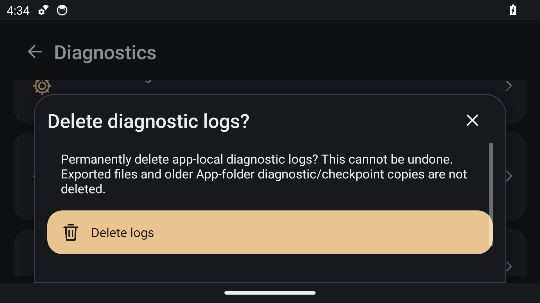 4:34
Diagnostics
Delete diagnostic logs?
Permanently delete app-local diagnostic logs? This cannot be undone.
Exported files and older App-folder diagnostic/checkpoint copies are not
deleted.
Delete logs